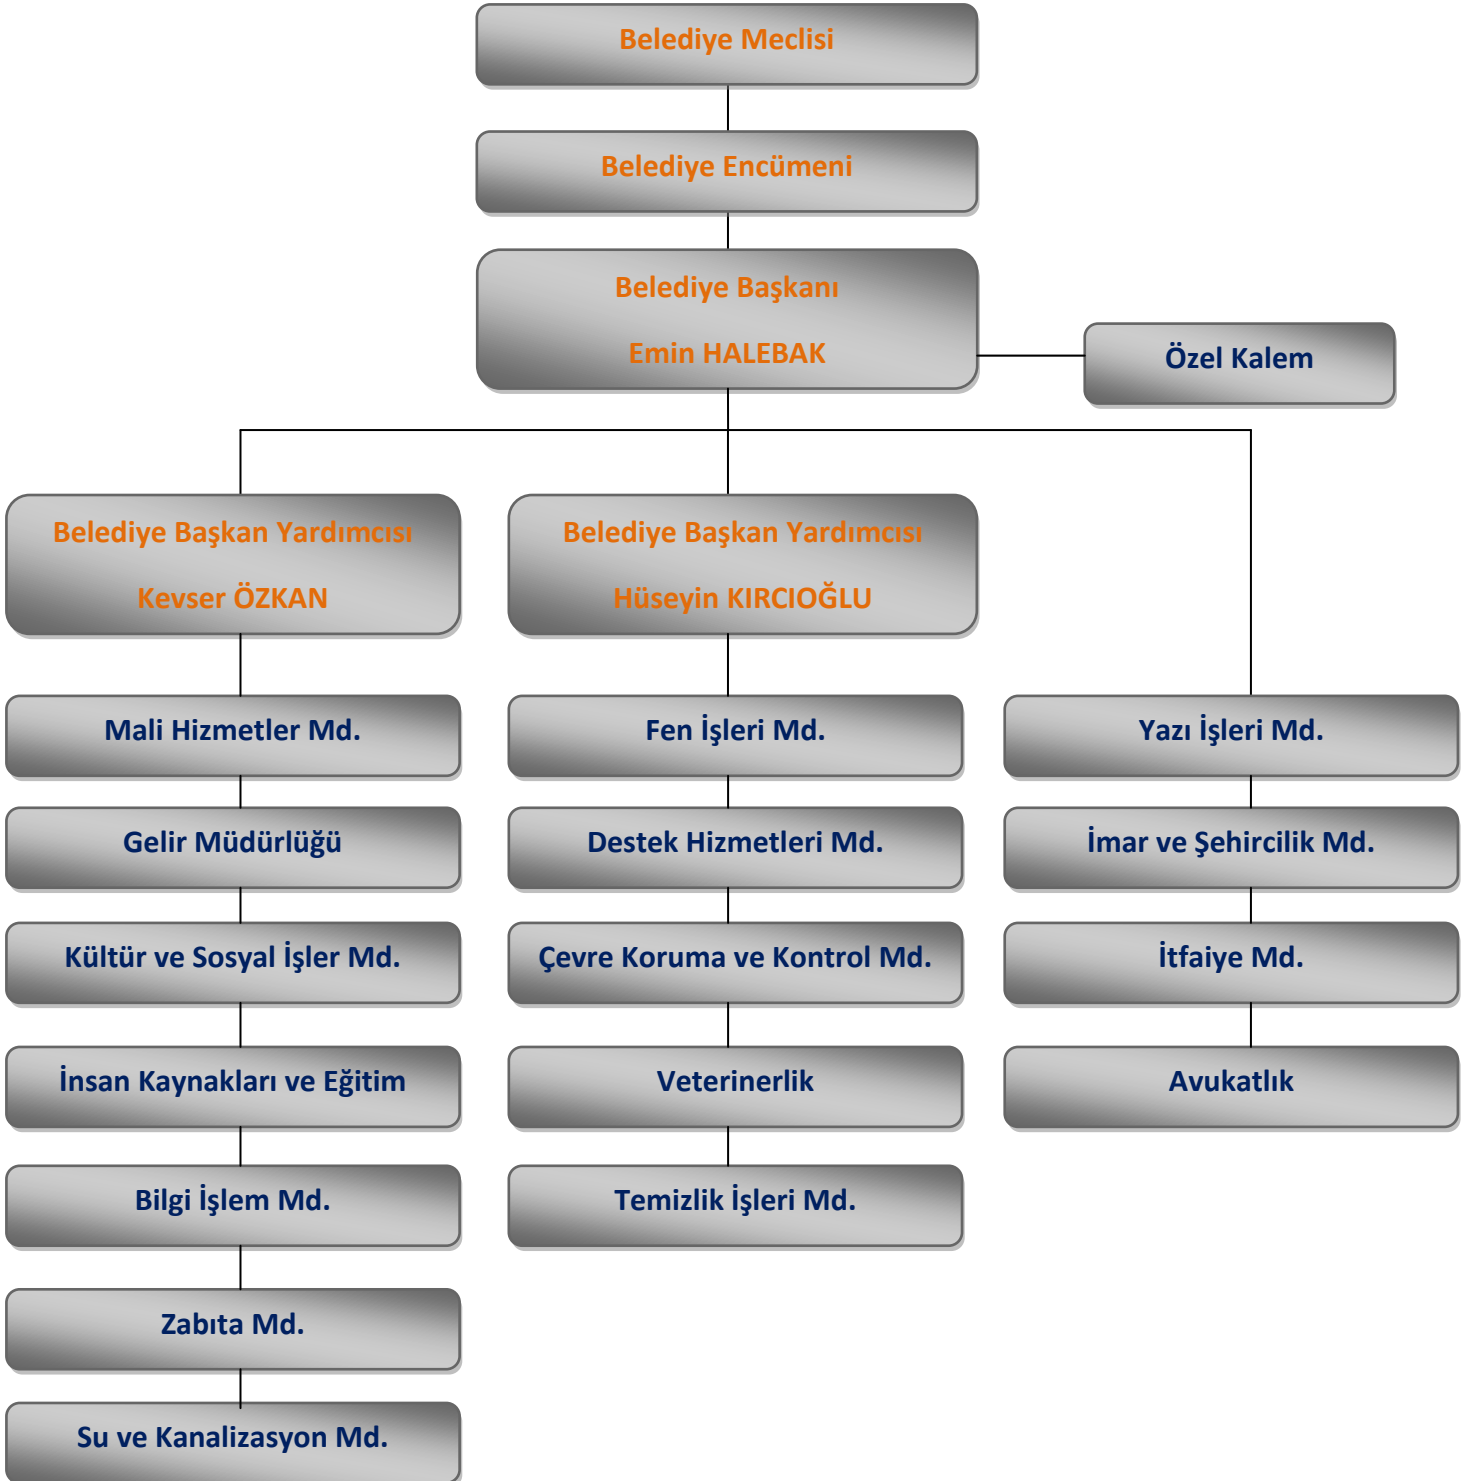 Belediye Meclisi
Belediye Encümeni
Belediye Başkanı
Emin HALEBAK
Özel Kalem
Belediye Başkan Yardımcısı
Kevser ÖZKAN
Belediye Başkan Yardımcısı
Hüseyin KIRCIOĞLU
Mali Hizmetler Md.
Gelir Müdürlüğü
Kültür ve Sosyal İşler Md.
İnsan Kaynakları ve Eğitim
Bilgi İşlem Md.
Zabıta Md.
Su ve Kanalizasyon Md.
Fen İşleri Md.
Destek Hizmetleri Md.
Çevre Koruma ve Kontrol Md.
Veterinerlik
Temizlik İşleri Md.
Yazı İşleri Md.
İmar ve Şehircilik Md.
İtfaiye Md.
Avukatlık